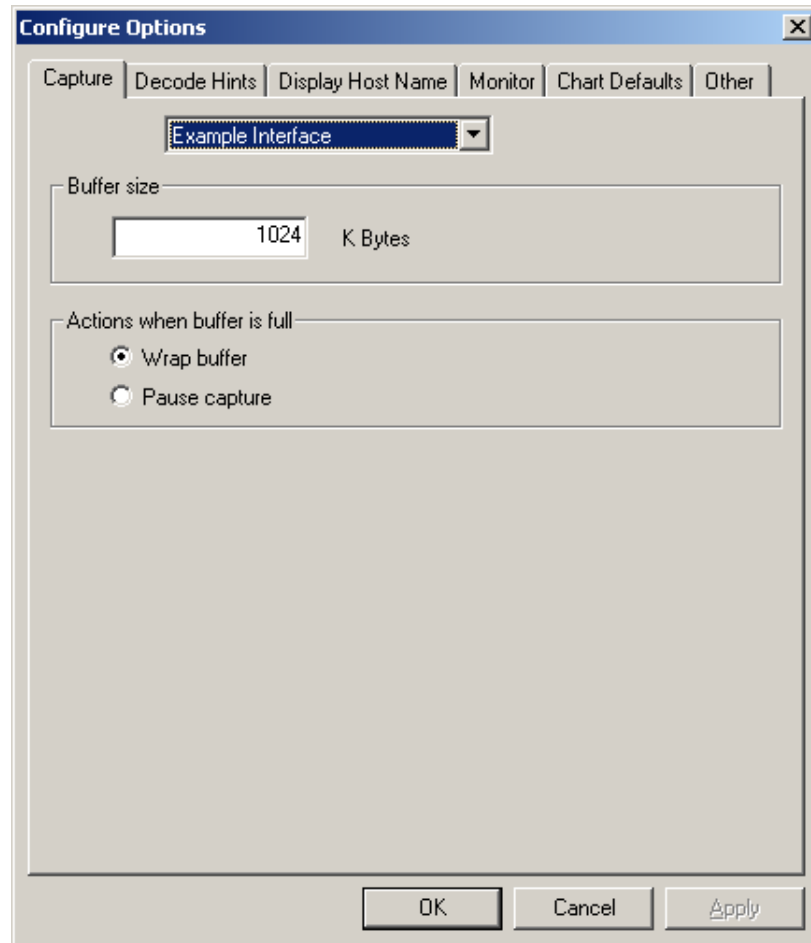 Configure Options
Capture Decode Hints Display Host Name Monitor Chart Defaults Other
Example Interface
Buffer size
1024 K Bytes
Actions when buffer is full
Wrap buffer
Pause capture
OK Cancel Apply